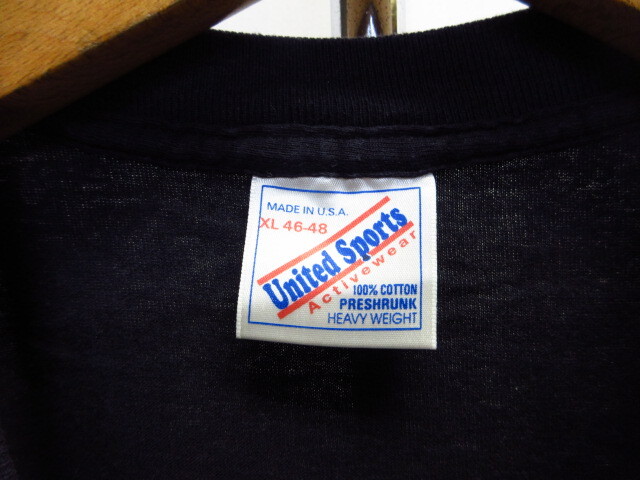 MADE IN U.S.A.
XL 46-48
United Sports
Activewear
100% COTTON
PRESHRUNK
HEAVY WEIGHT